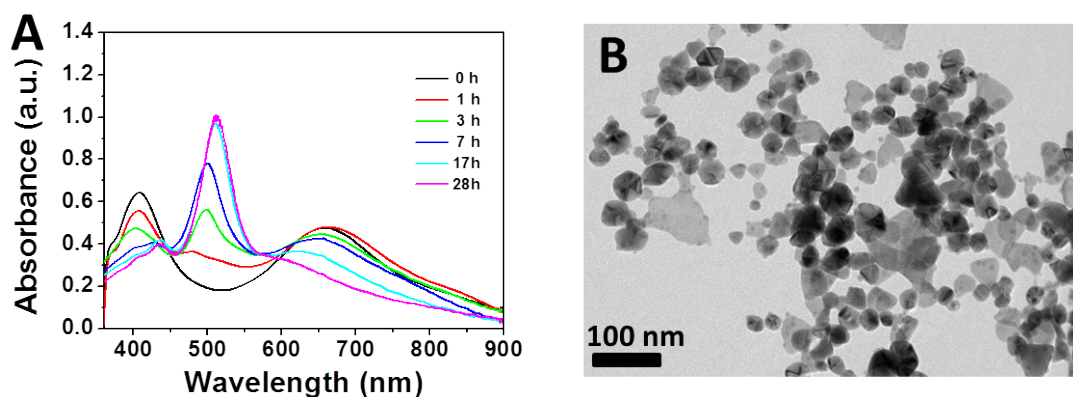 A
Absorbance (a.u.)
1.4
1.2
1.0
0.8
0.6
0.4
0.2
0.0
0 h
1 h
3 h
7 h
17h
28h
400 500 600 700 800 900
Wavelength (nm)
B
100 nm